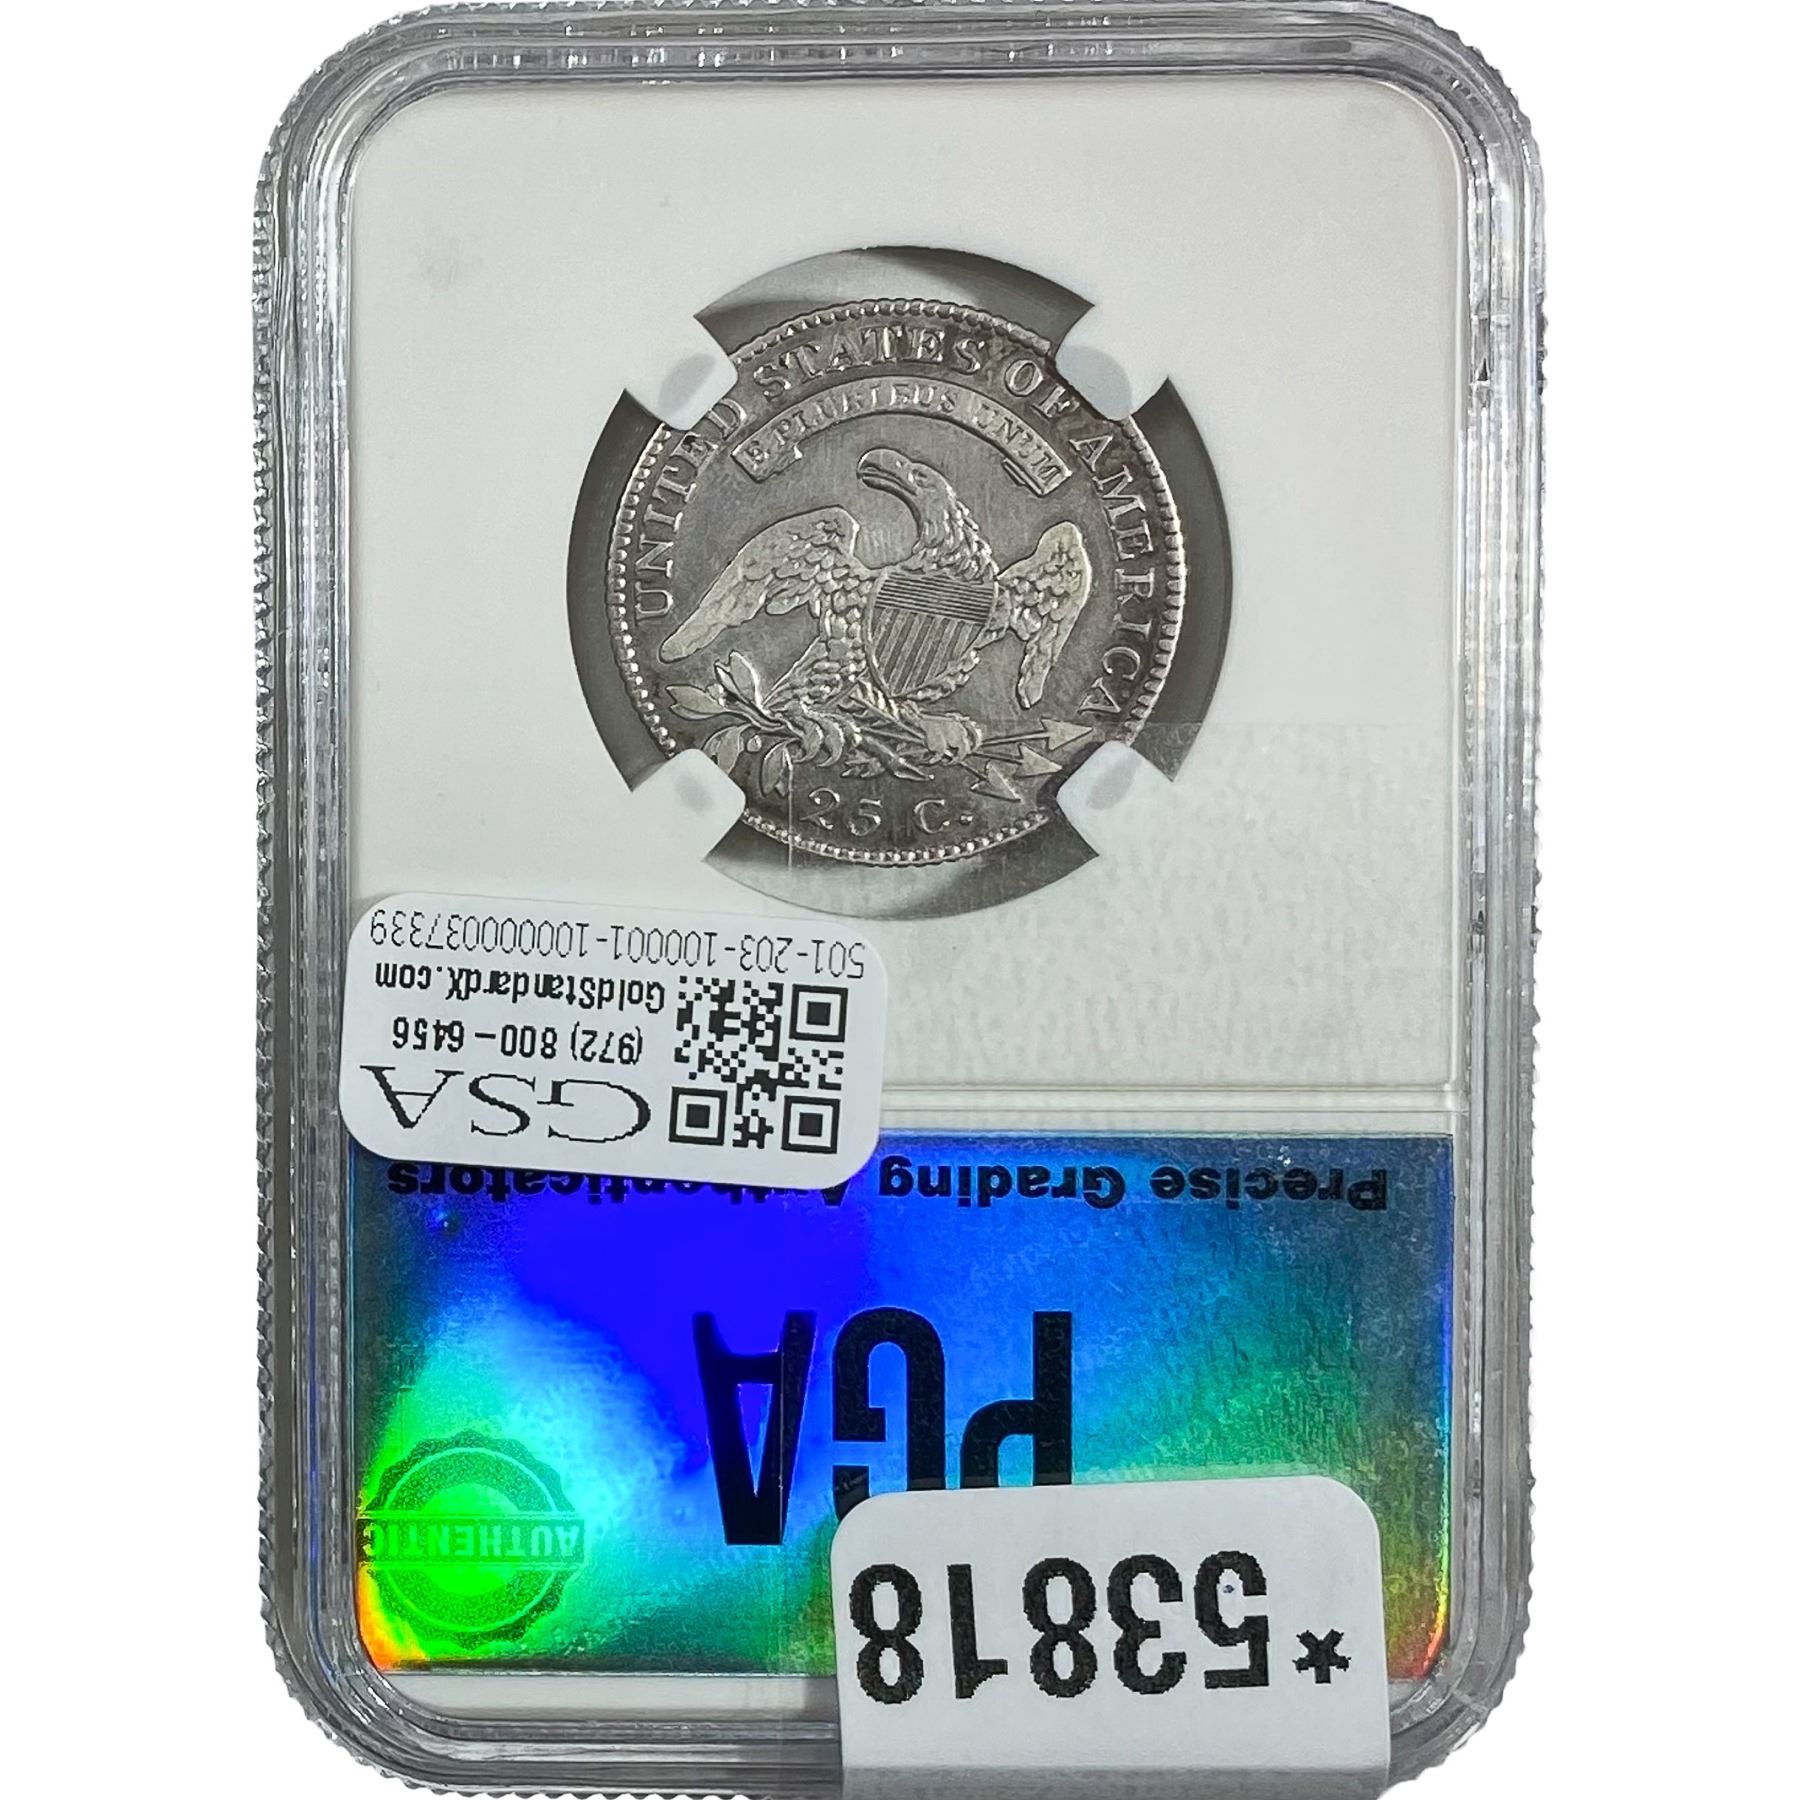 UNITED STATES OF AMERICA
E PLURIBUS UNUM
25 C.
501-203-100001-100000037339
GoldStandardX.com
(972) 800-6456
GSA
Precise Grading Authenticators
PGA
AUTHENTIC
*53818